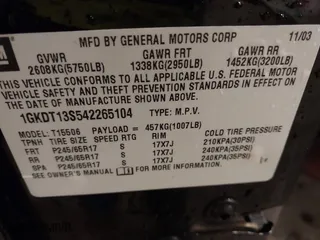 GM MFD BY GENERAL MOTORS CORP 11/03
GVWR GAWR FRT GAWR RR
2608KG(5750LB) 1338KG(2950LB) 1452KG(3200LB)
THIS VEHICLE CONFORMS TO ALL APPLICABLE U.S. FEDERAL MOTOR
VEHICLE SAFETY AND THEFT PREVENTION STANDARDS IN EFFECT
ON THE DATE OF MANUFACTURE SHOWN ABOVE.
1GKDT13S542265104 TYPE: M.P.V.
MODEL: T15506 PAYLOAD = 457KG(1007LB)
TPNH TIRE SIZE SPEED RTG RIM COLD TIRE PRESSURE
FRT P245/65R17 S 17X7J 210KPA(30PSI)
RR P245/65R17 S 17X7J 240KPA(35PSI)
SPA P245/65R17 S 17X7J 240KPA(35PSI)
SEE OWNER'S MANUAL FOR ADDITIONAL INFORMATION.